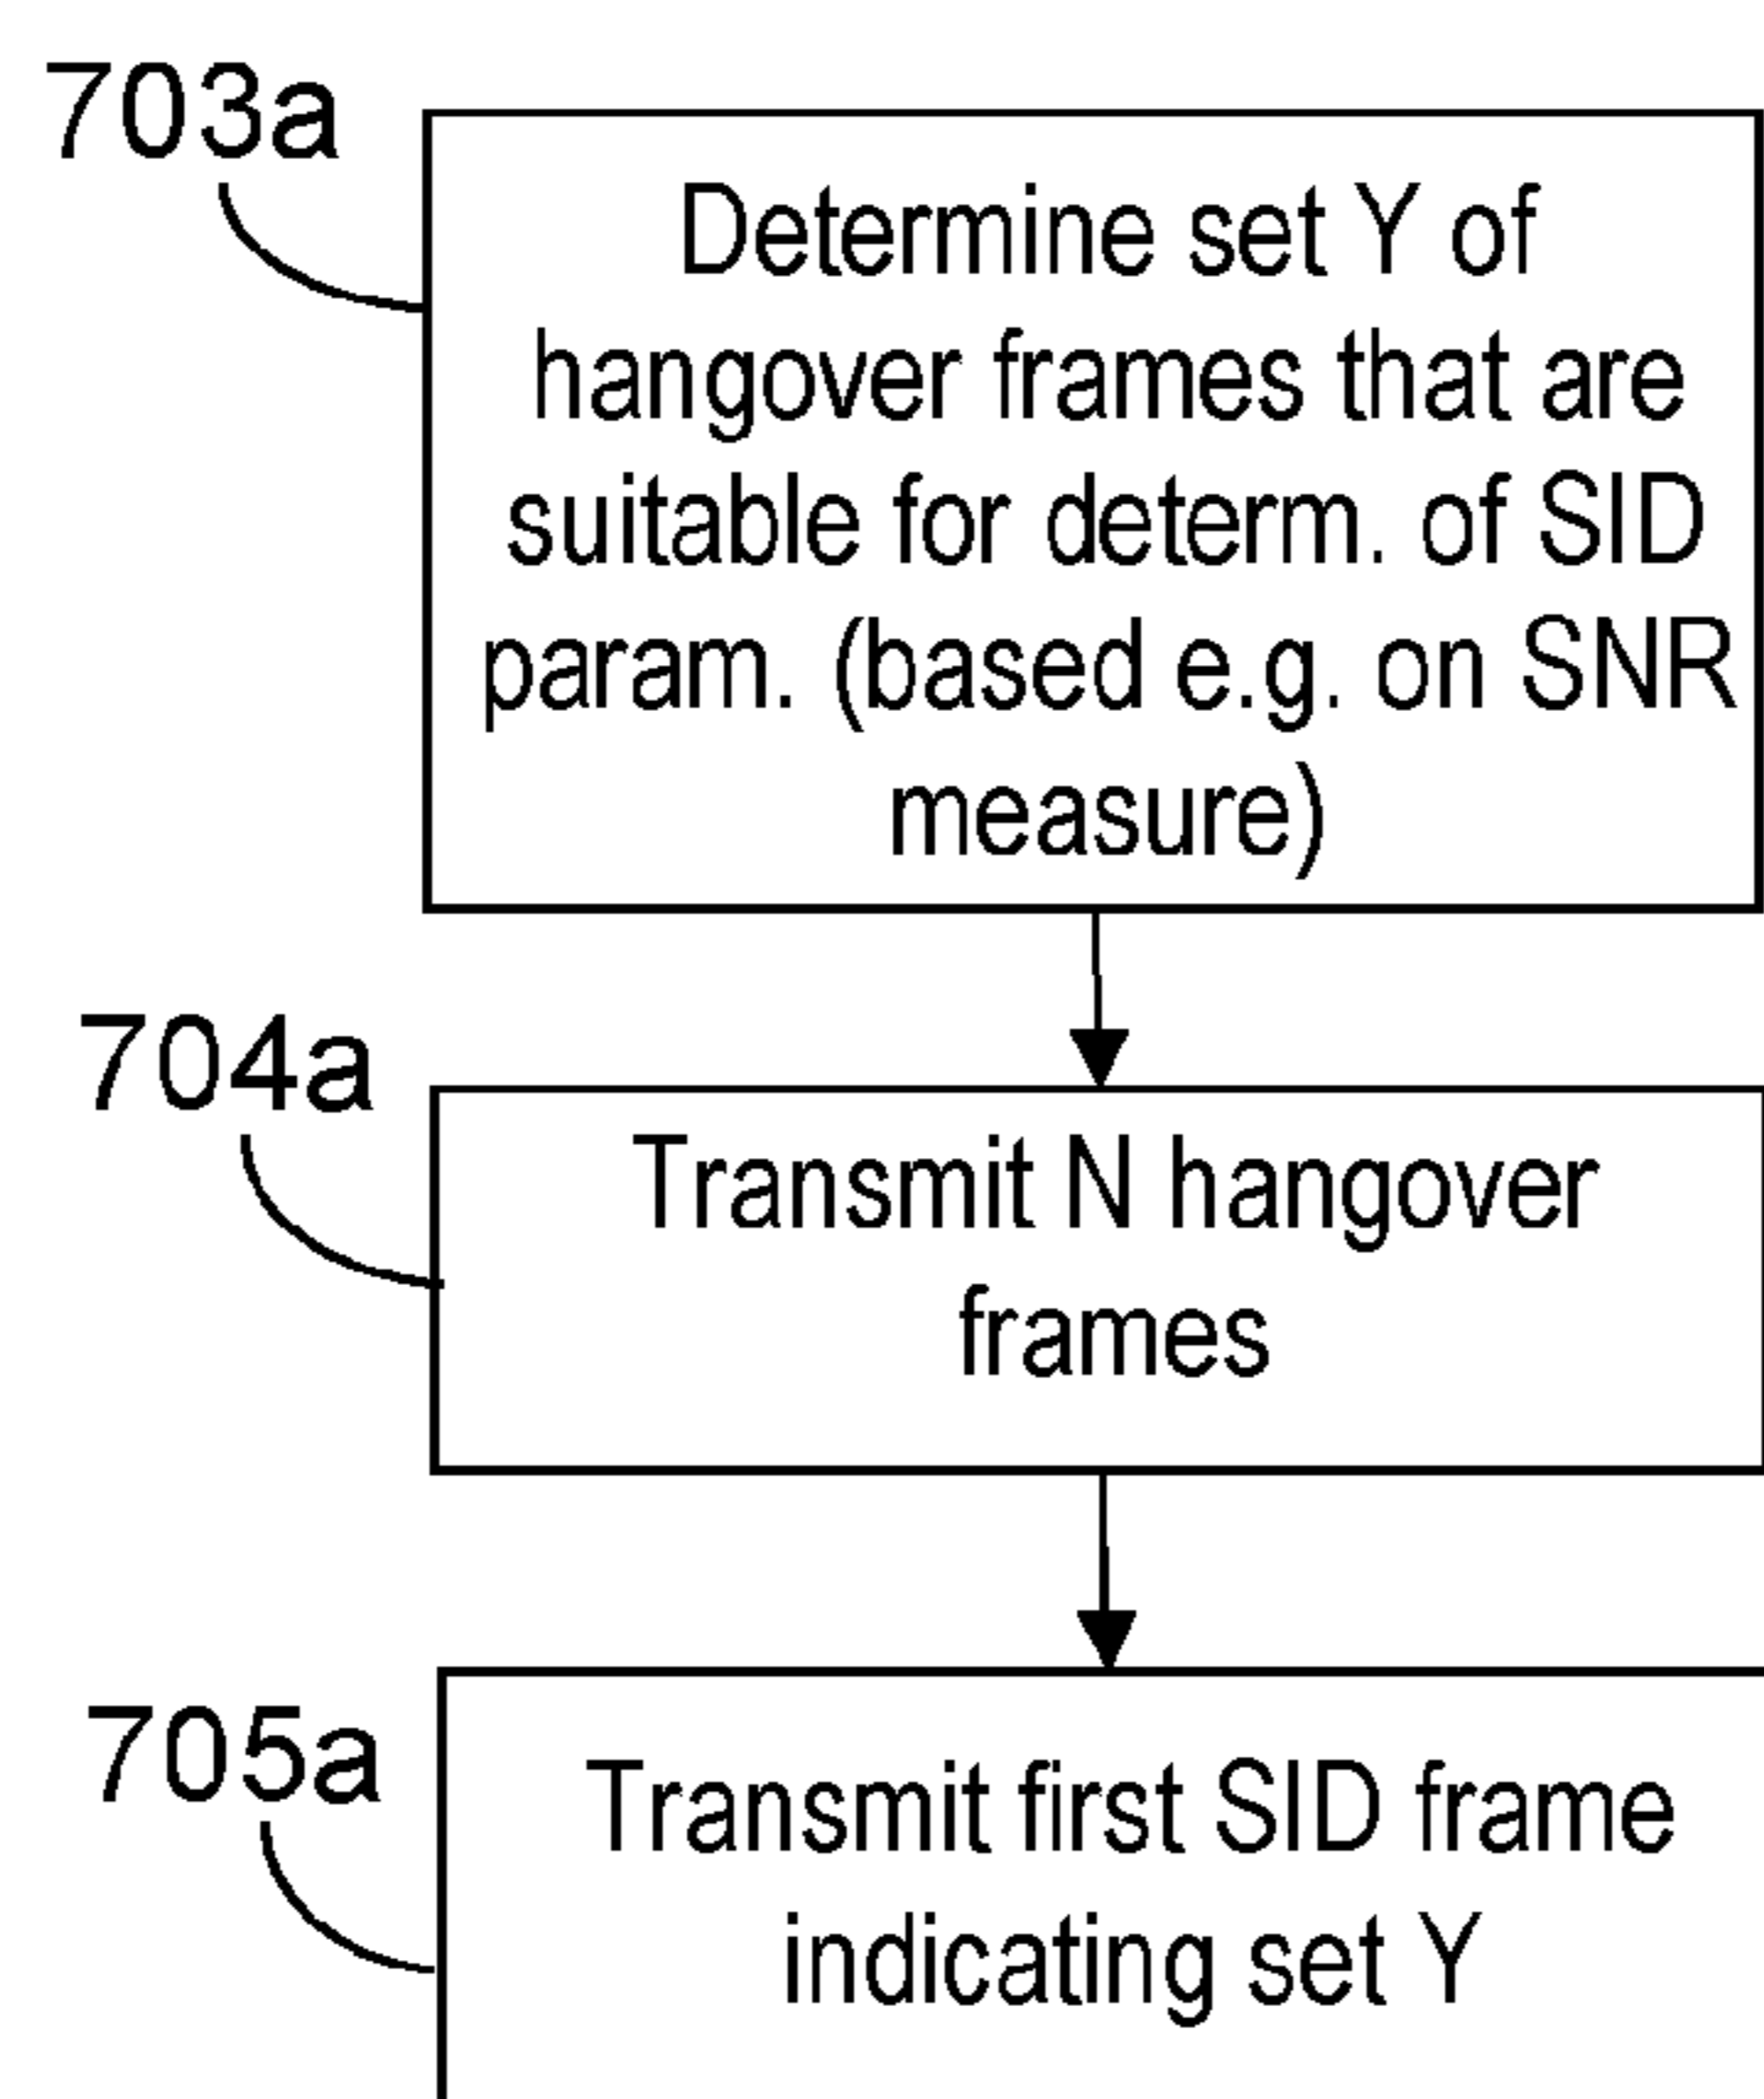 703a
Determine set Y of
hangover frames that are
suitable for determ. of SID
param. (based e.g. on SNR
measure)
704a
Transmit N hangover
frames
705a
Transmit first SID frame
indicating set Y